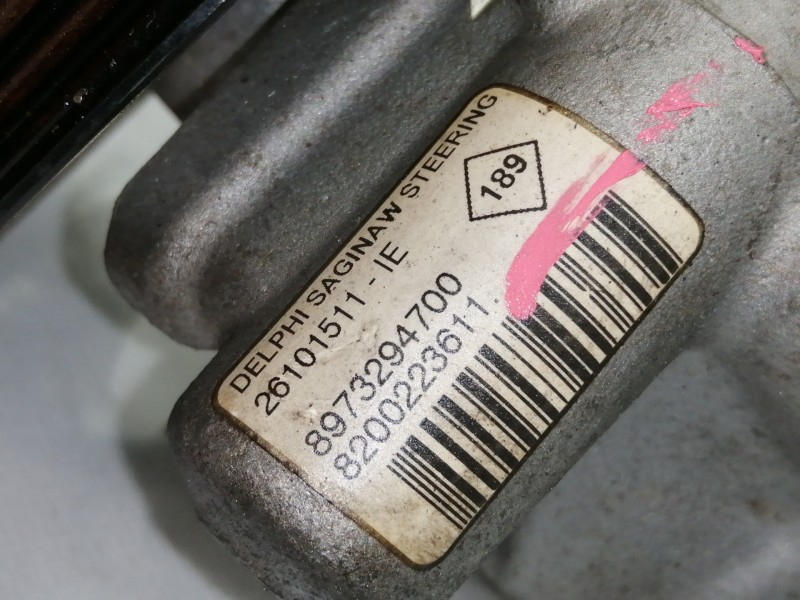 DELPHI SAGINAW STEERING
26101511 - IE
189
8973294700
8200223611